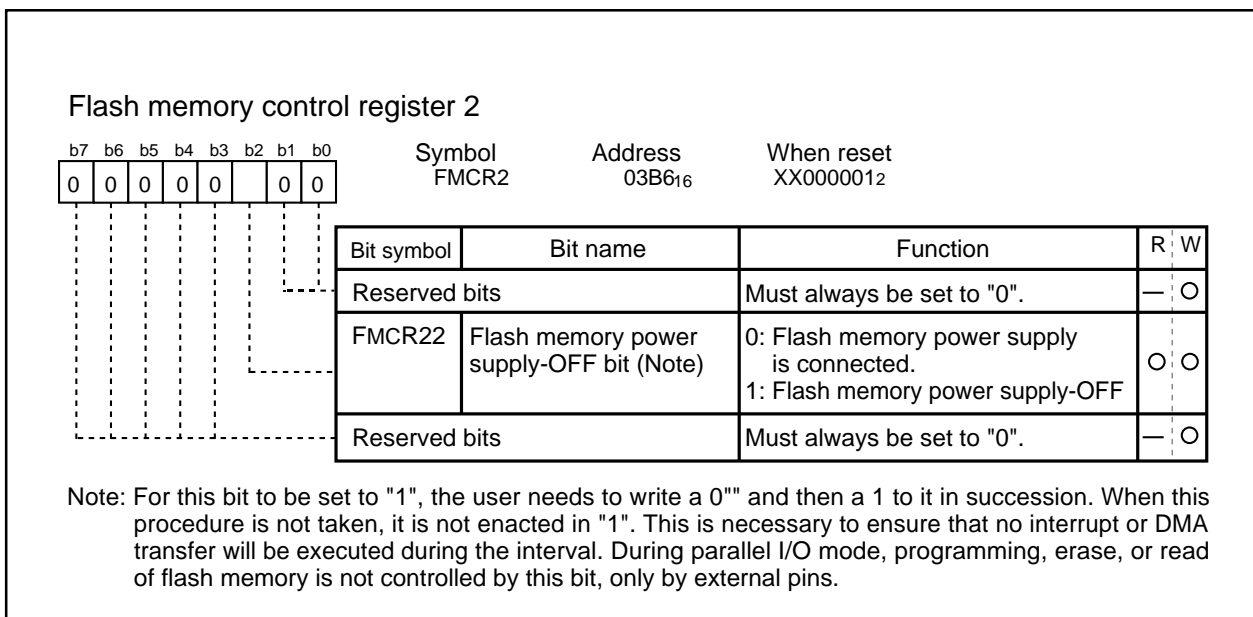 Flash memory control register 2
b7 b6 b5 b4 b3 b2 b1 b0
Symbol Address When reset
0 0 0 0 0 0 0
FMCR2 03B616 XX0000012
Bit symbol Bit name Function R W
Reserved bits Must always be set to "0". — O
FMCR22 Flash memory power 0: Flash memory power supply
supply-OFF bit (Note) is connected. O O
1: Flash memory power supply-OFF
Reserved bits Must always be set to "0". — O
Note: For this bit to be set to "1", the user needs to write a 0"" and then a 1 to it in succession. When this
procedure is not taken, it is not enacted in "1". This is necessary to ensure that no interrupt or DMA
transfer will be executed during the interval. During parallel I/O mode, programming, erase, or read
of flash memory is not controlled by this bit, only by external pins.